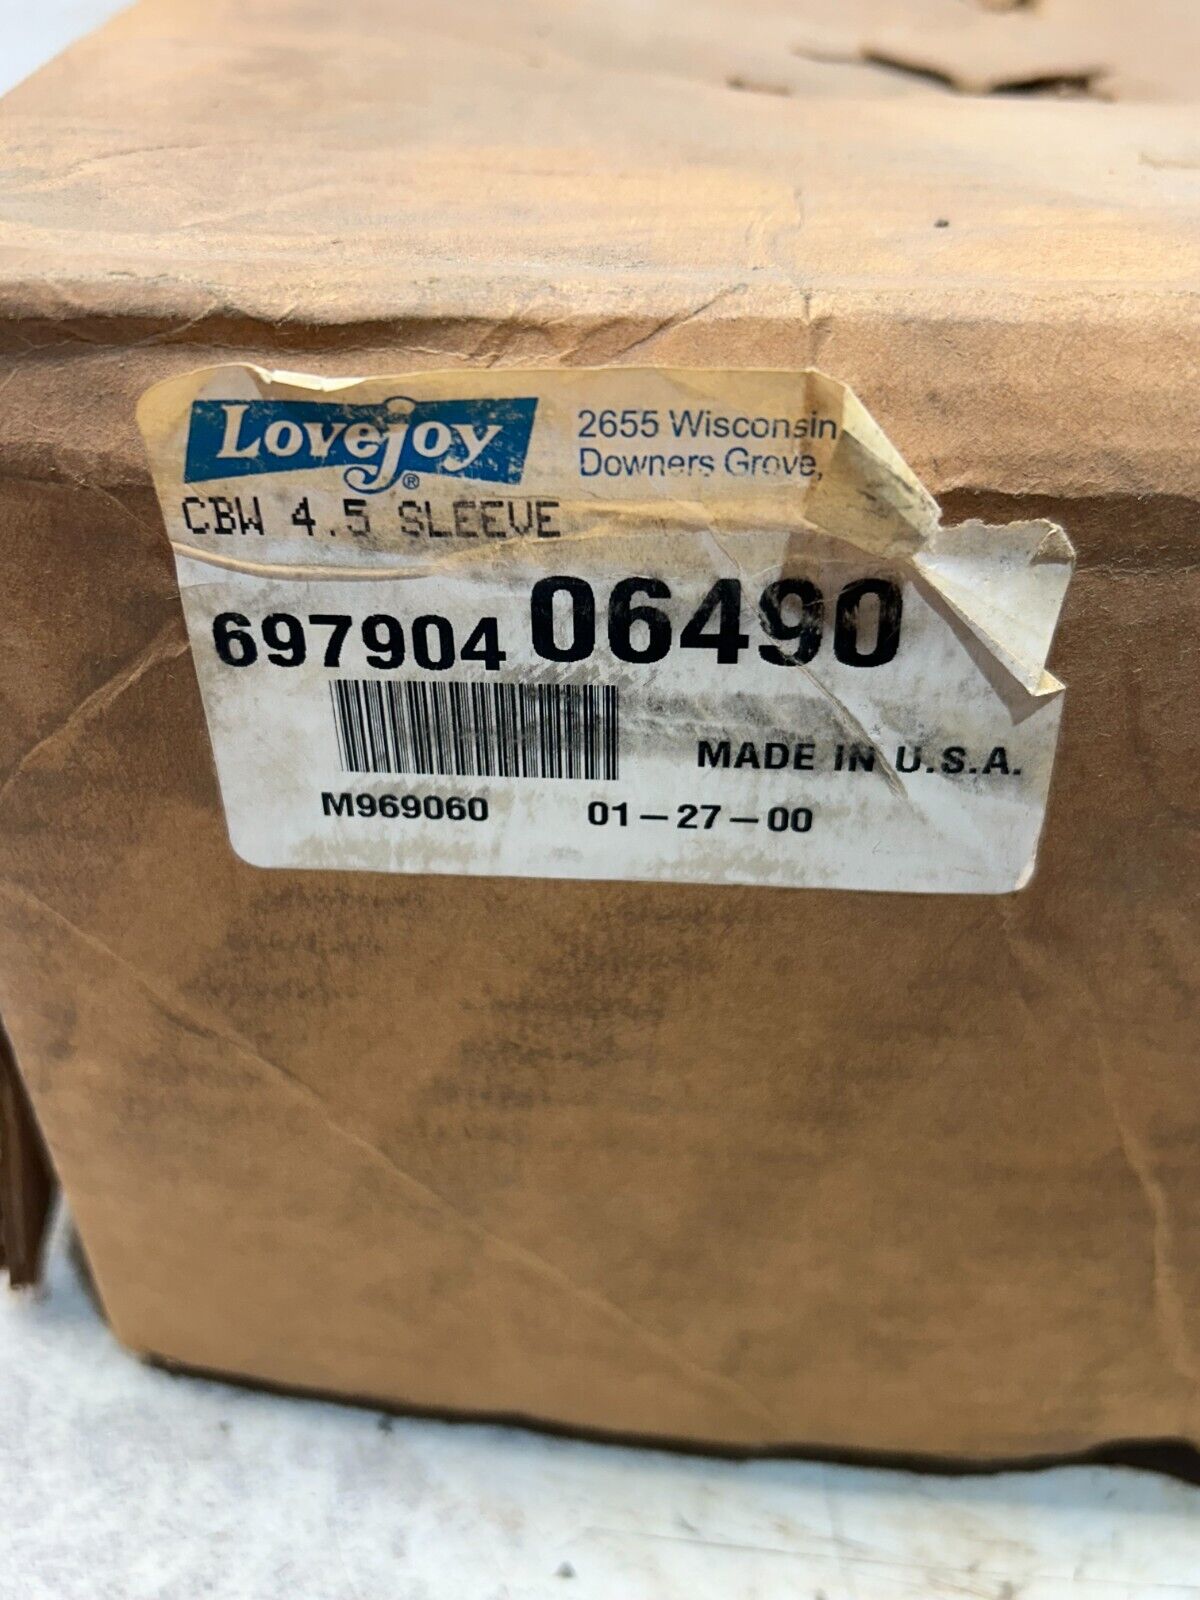 Lovejoy®
2655 Wisconsin
Downers Grove,
CBW 4.5 SLEEVE
697904 06490
MADE IN U.S.A.
M969060 01-27-00